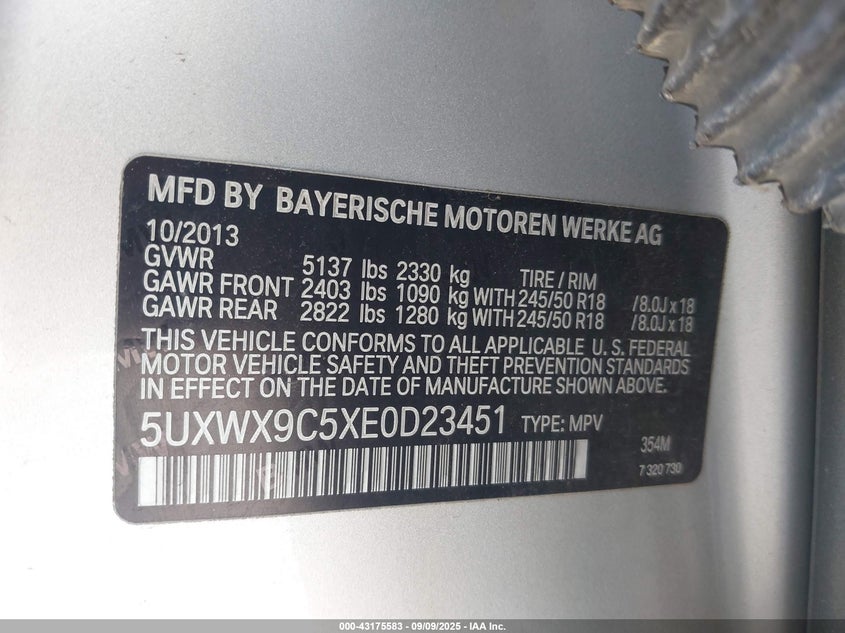 MFD BY BAYERISCHE MOTOREN WERKE AG
10/2013
GVWR 5137 lbs 2330 kg TIRE / RIM
GAWR FRONT 2403 lbs 1090 kg WITH 245/50 R18 /8.0J x 18
GAWR REAR 2822 lbs 1280 kg WITH 245/50 R18 /8.0J x 18
THIS VEHICLE CONFORMS TO ALL APPLICABLE U. S. FEDERAL
MOTOR VEHICLE SAFETY AND THEFT PREVENTION STANDARDS
IN EFFECT ON THE DATE OF MANUFACTURE SHOWN ABOVE.
5UXWX9C5XE0D23451 TYPE: MPV
354M
7 320 730
000-43175583 - 09/09/2025 - IAA Inc.